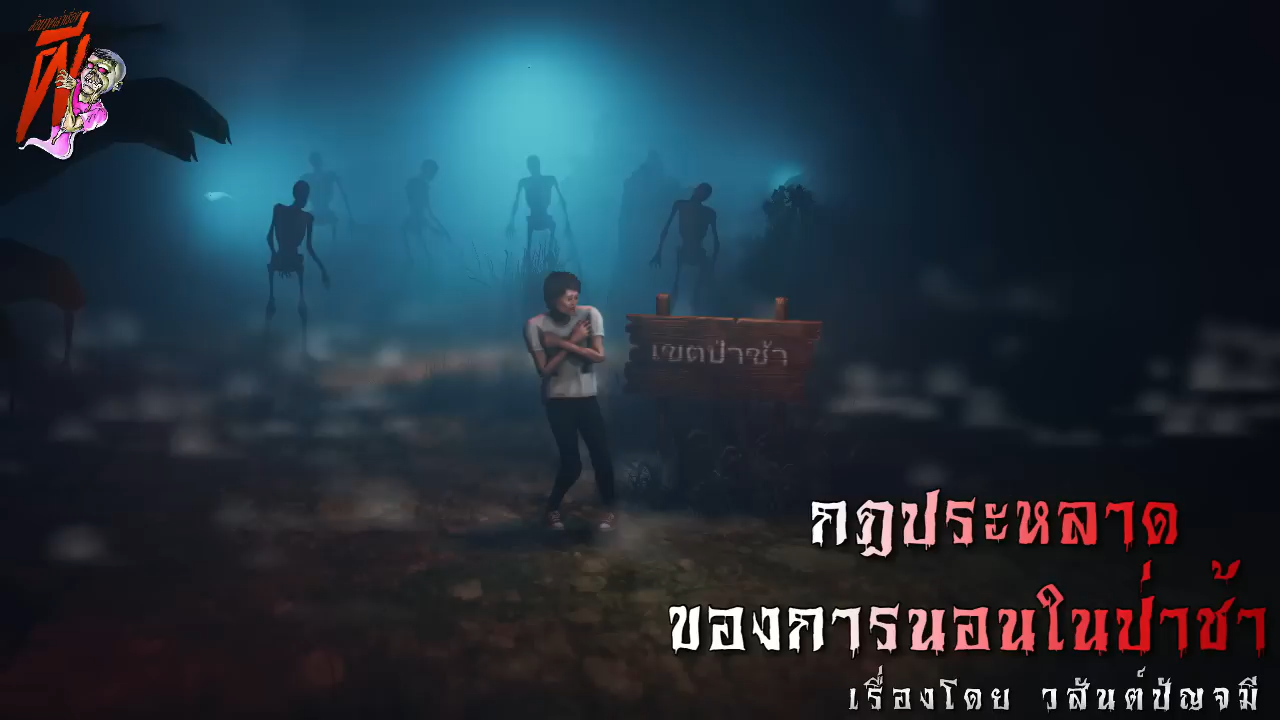 ผี
เขตป่าช้า
กฎประหลาด
ของการนอนในป่าช้า
เรื่องโดย วสันต์ปัญจมี